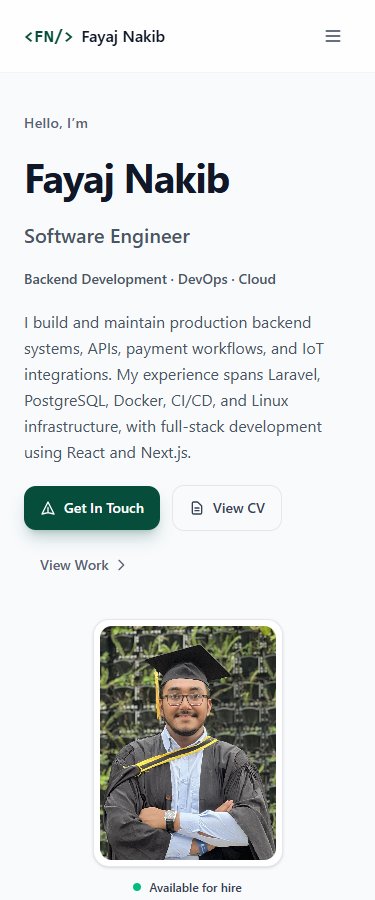 <FN/> Fayaj Nakib
Hello, I'm
Fayaj Nakib
Software Engineer
Backend Development · DevOps · Cloud
I build and maintain production backend
systems, APIs, payment workflows, and IoT
integrations. My experience spans Laravel,
PostgreSQL, Docker, CI/CD, and Linux
infrastructure, with full-stack development
using React and Next.js.
Get In Touch View CV
View Work
Available for hire